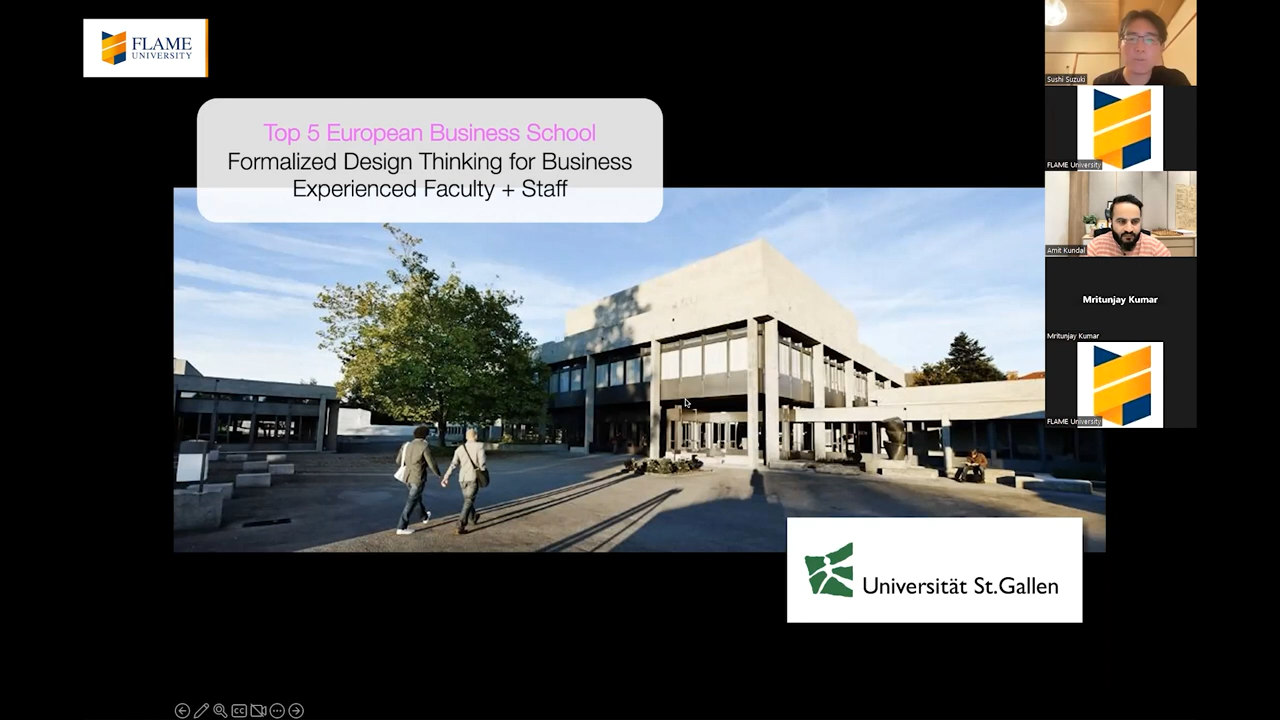 FLAME
UNIVERSITY
Top 5 European Business School
Formalized Design Thinking for Business
Experienced Faculty + Staff
Universität St.Gallen
Sushi Suzuki
FLAME University
Amit Kundal
Mritunjay Kumar
Mritunjay Kumar
FLAME University
CC